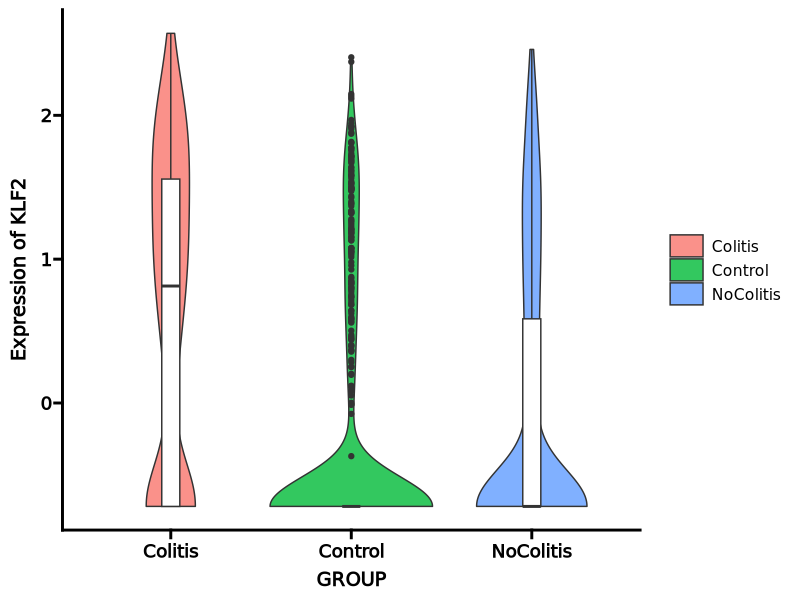 Expression of KLF2
2
1
0
Colitis
Control
NoColitis
GROUP
Colitis
Control
NoColitis